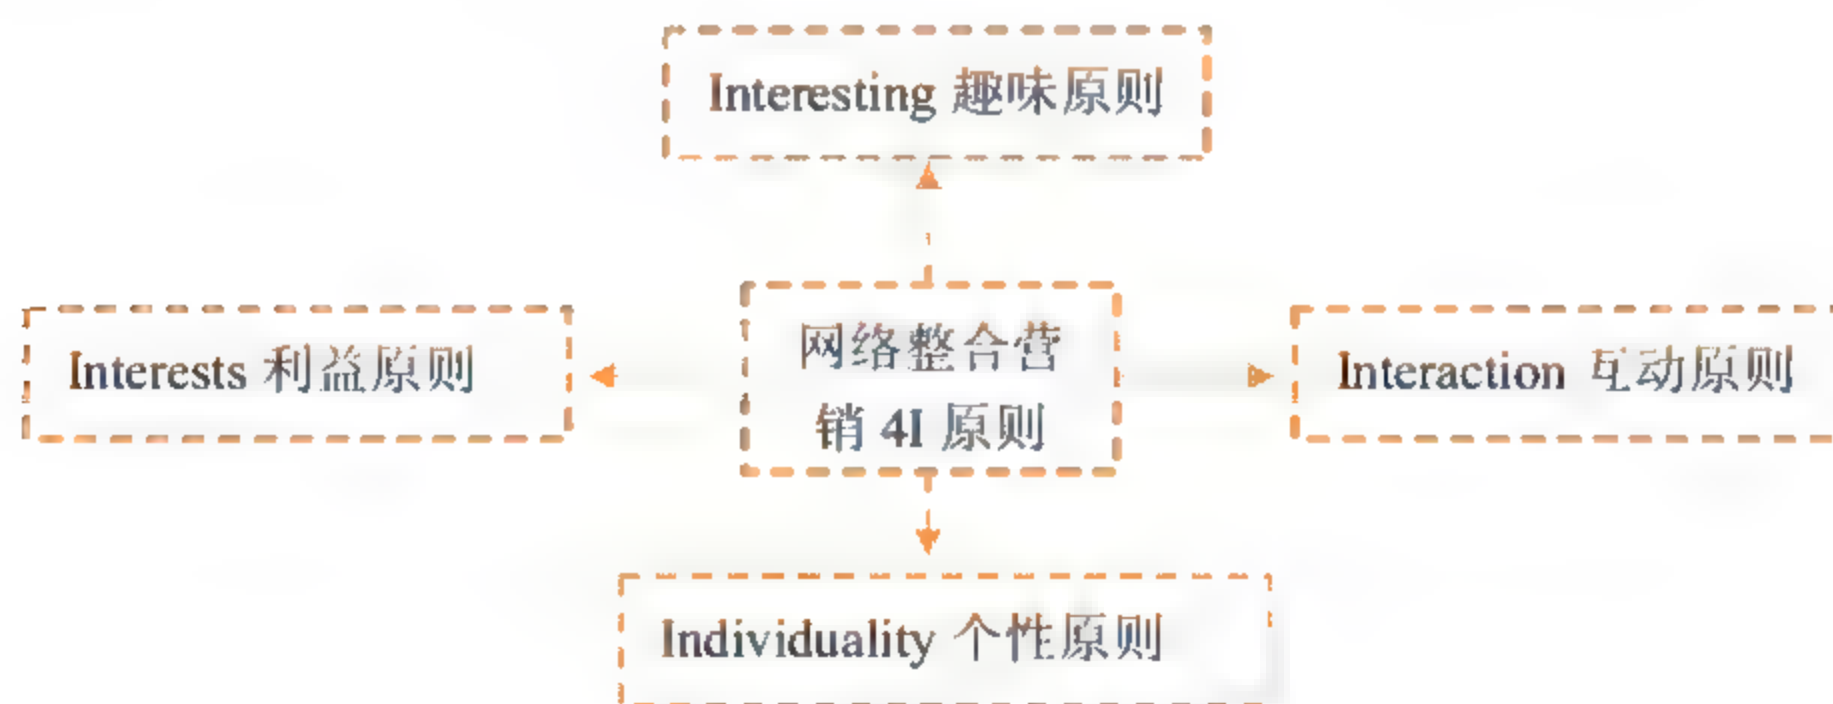 Interesting 趣味原则
Interests 利益原则
网络整合营
销 4I 原则
Interaction 互动原则
Individuality 个性原则